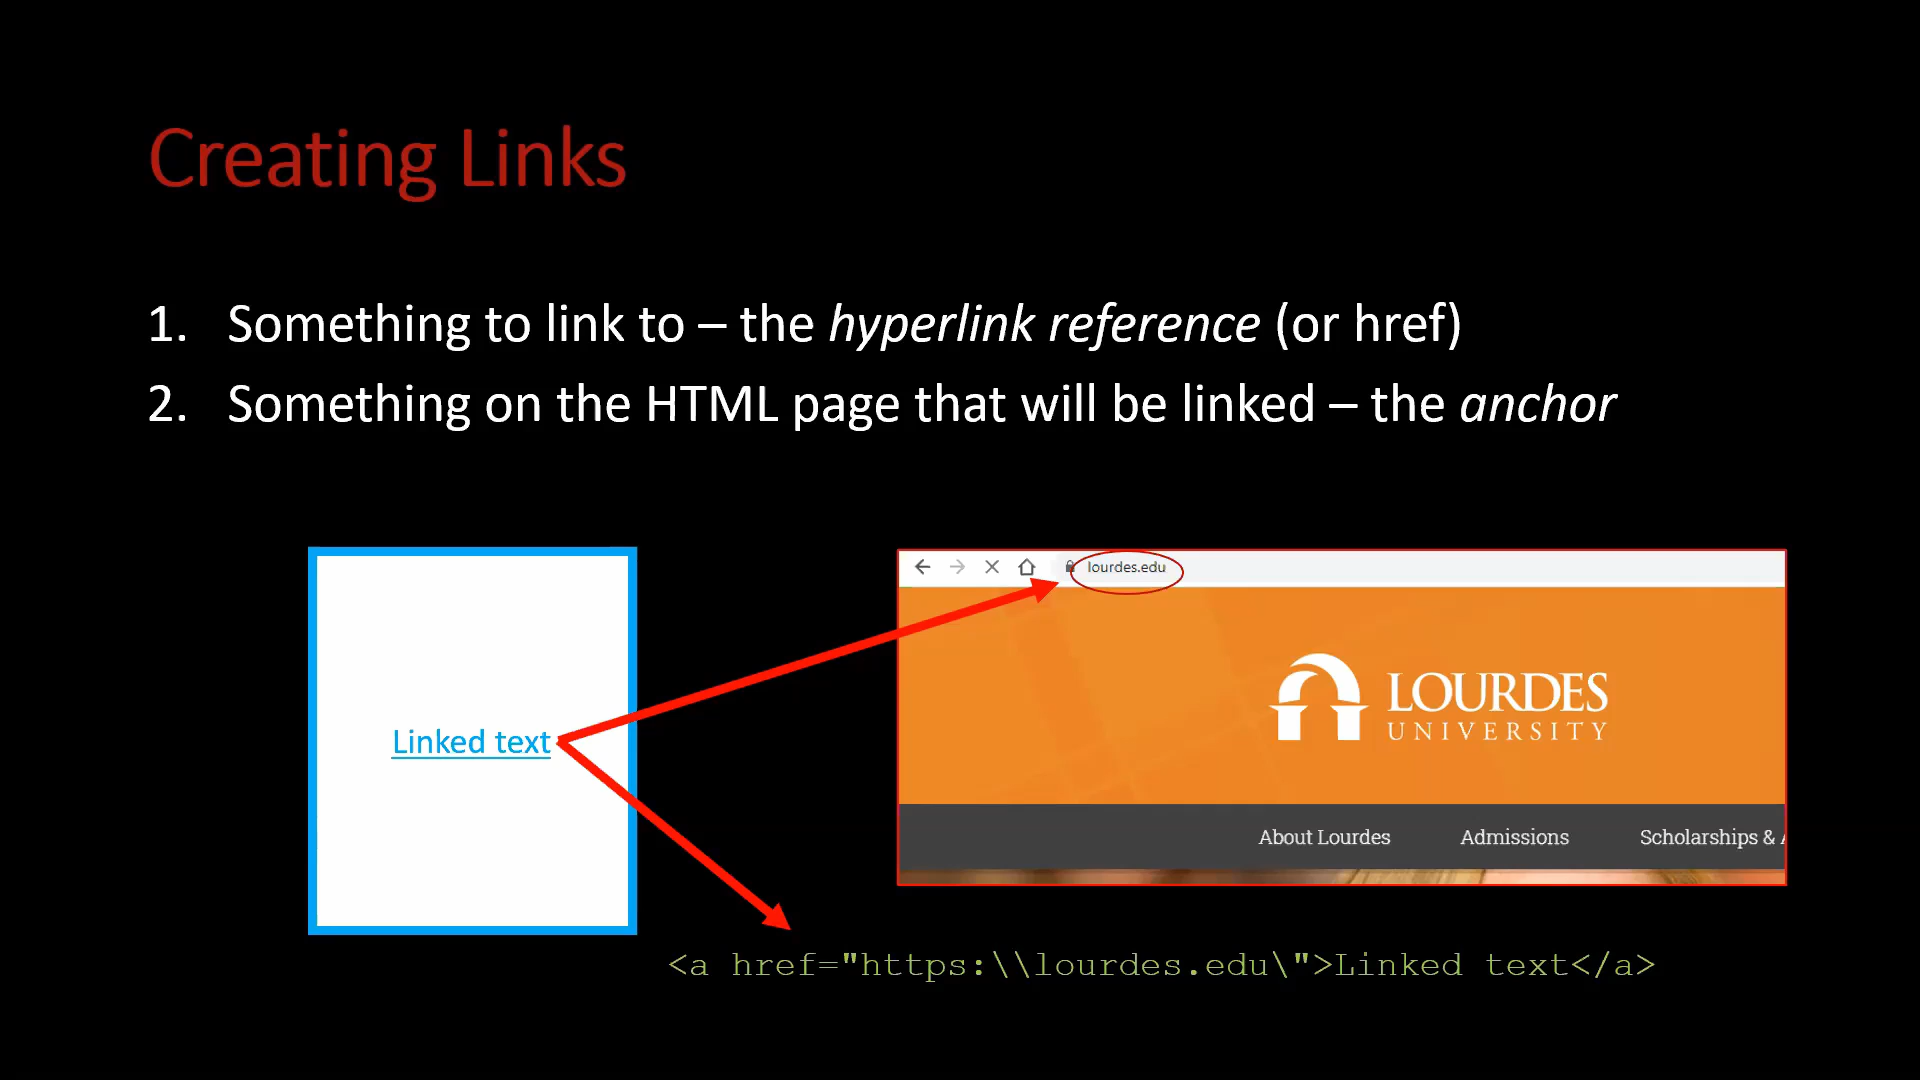 Creating Links
1. Something to link to – the hyperlink reference (or href)
2. Something on the HTML page that will be linked – the anchor
lourdes.edu
LOURDES
UNIVERSITY
Linked text
About Lourdes Admissions Scholarships &
<a href="https:\\lourdes.edu\">Linked text</a>